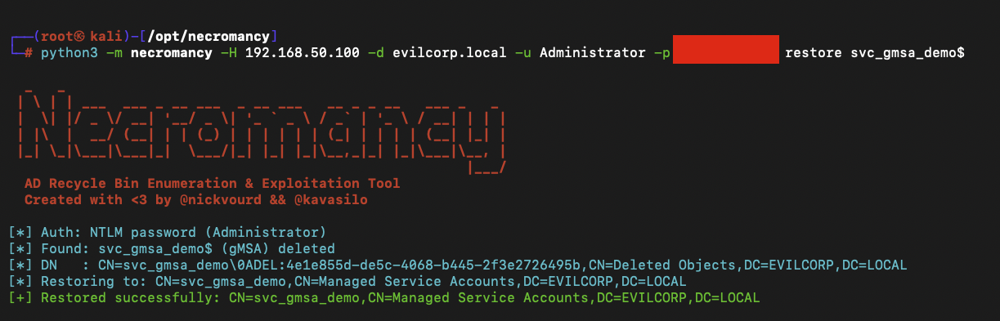 ┌──(root㉿kali)-[/opt/necromancy]
└─# python3 -m necromancy -H 192.168.50.100 -d evilcorp.local -u Administrator -p restore svc_gmsa_demo$
Necromancy
AD Recycle Bin Enumeration & Exploitation Tool
Created with <3 by @nickvourd && @kavasilo
[*] Auth: NTLM password (Administrator)
[*] Found: svc_gmsa_demo$ (gMSA) deleted
[*] DN   : CN=svc_gmsa_demo\0ADEL:4e1e855d-de5c-4068-b445-2f3e2726495b,CN=Deleted Objects,DC=EVILCORP,DC=LOCAL
[*] Restoring to: CN=svc_gmsa_demo,CN=Managed Service Accounts,DC=EVILCORP,DC=LOCAL
[+] Restored successfully: CN=svc_gmsa_demo,CN=Managed Service Accounts,DC=EVILCORP,DC=LOCAL